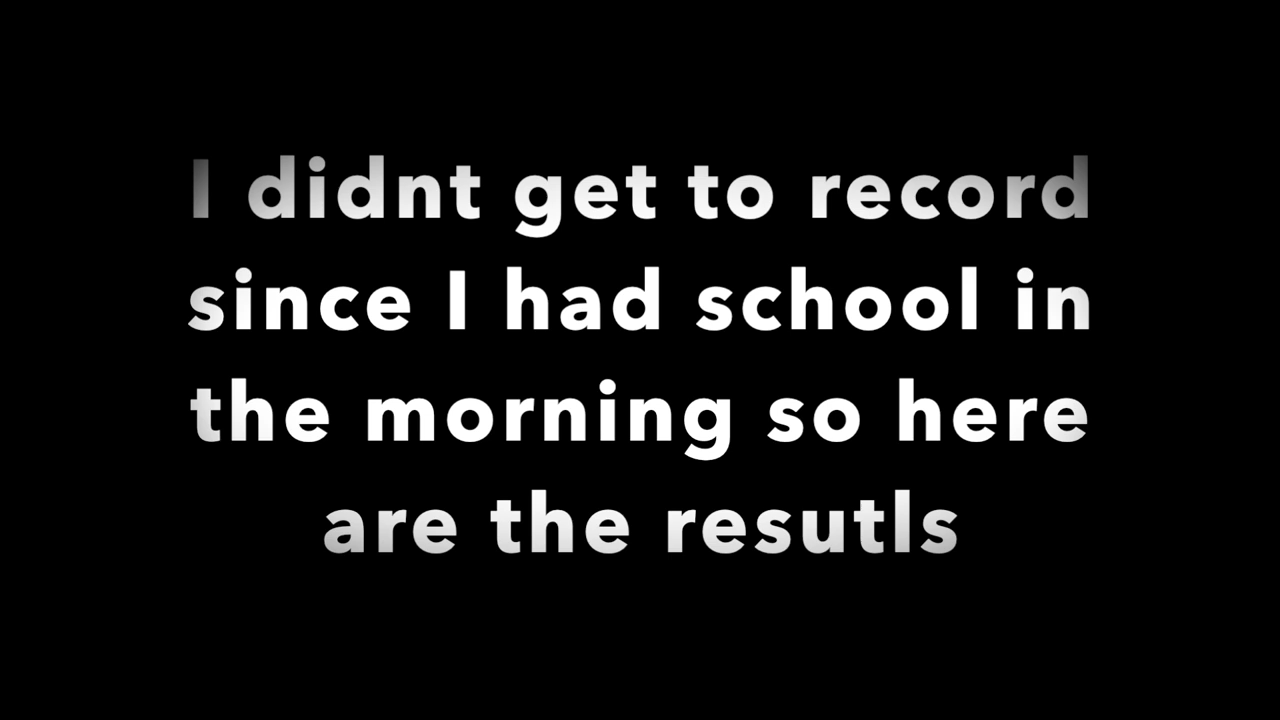 I didnt get to record
since I had school in
the morning so here
are the resutls